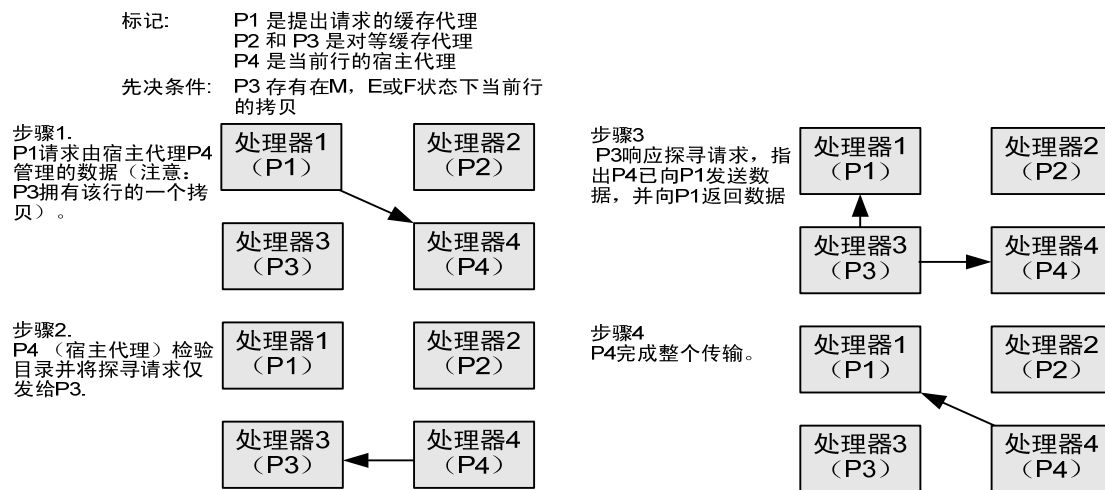 标记: P1 是提出请求的缓存代理
P2 和 P3 是对等缓存代理
P4 是当前行的宿主代理
先决条件: P3 存有在M，E或F状态下当前行
的拷贝
步骤1.
P1请求由宿主代理P4
管理的数据（注意：
P3拥有该行的一个拷
贝）。
处理器1
（P1）
处理器2
（P2）
处理器3
（P3）
处理器4
（P4）
步骤2.
P4 （宿主代理）检验
目录并将探寻请求仅
发给P3.
处理器1
（P1）
处理器2
（P2）
处理器3
（P3）
处理器4
（P4）
步骤3
P3响应探寻请求，指
出P4已向P1发送数
据，并向P1返回数据
处理器1
（P1）
处理器2
（P2）
处理器3
（P3）
处理器4
（P4）
步骤4
P4完成整个传输。
处理器1
（P1）
处理器2
（P2）
处理器3
（P3）
处理器4
（P4）